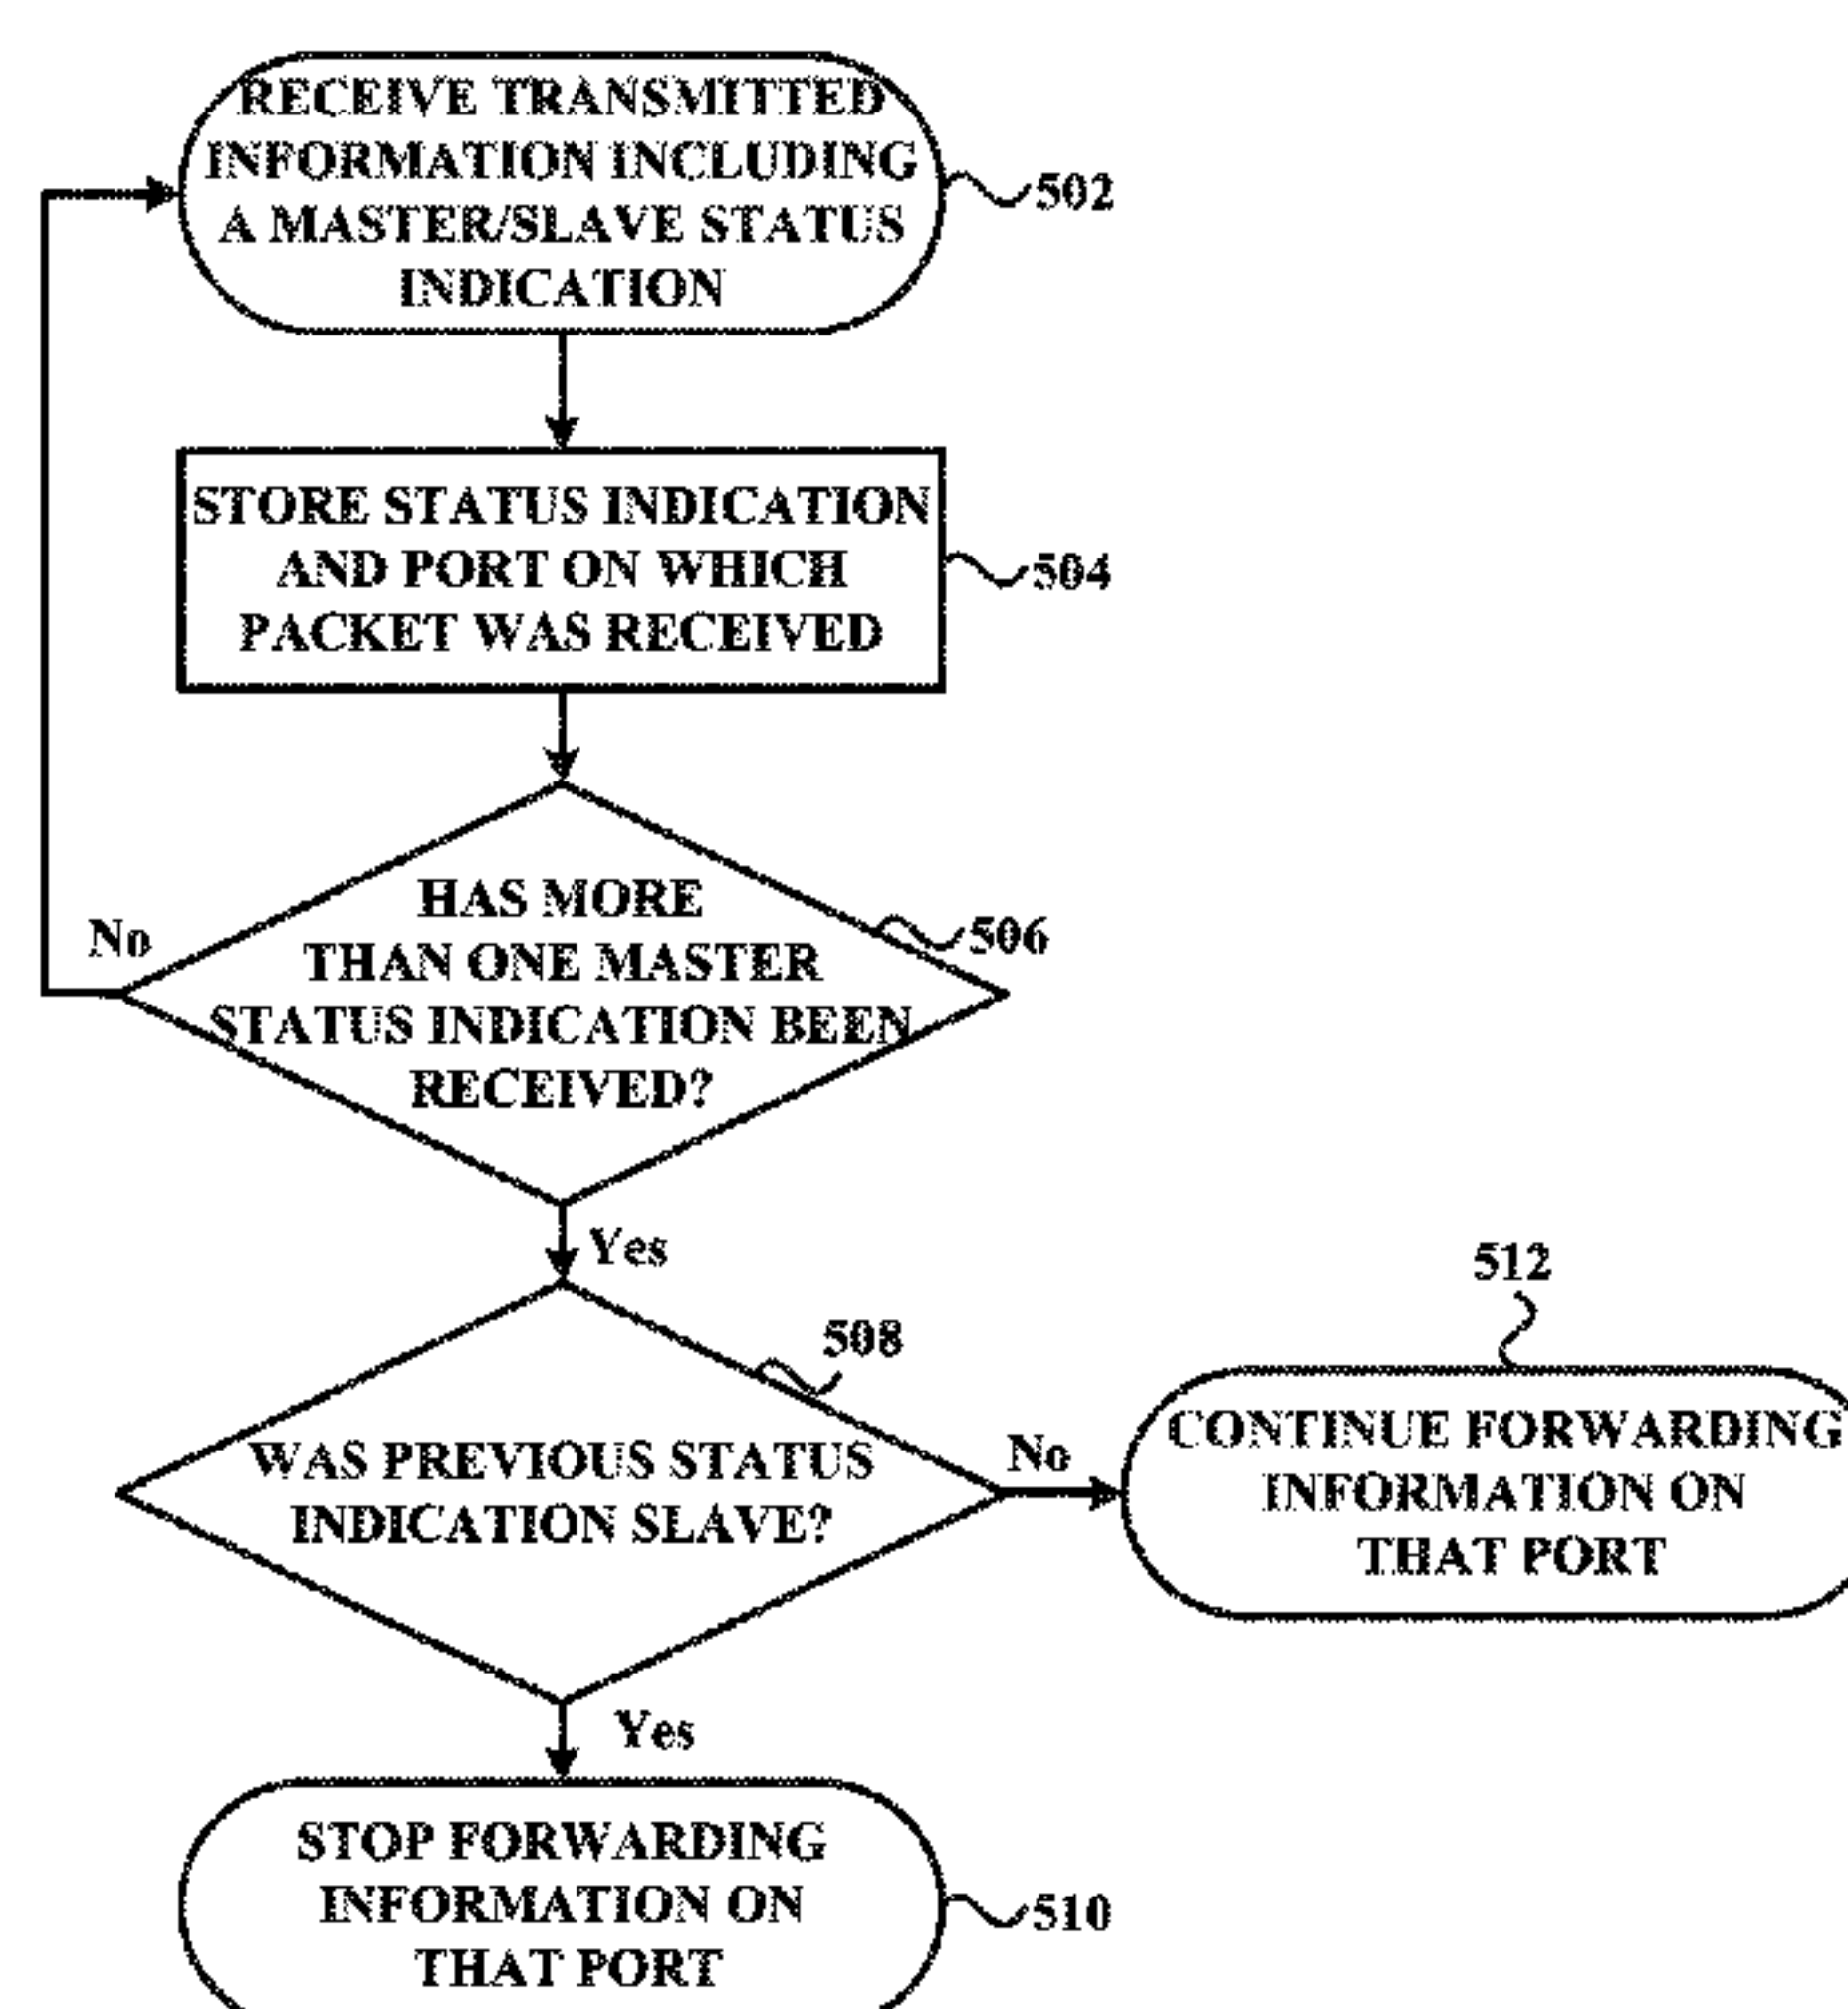 RECEIVE TRANSMITTED
INFORMATION INCLUDING
A MASTER/SLAVE STATUS
INDICATION
502
STORE STATUS INDICATION
AND PORT ON WHICH
PACKET WAS RECEIVED
504
HAS MORE
THAN ONE MASTER
STATUS INDICATION BEEN
RECEIVED?
506
No
Yes
WAS PREVIOUS STATUS
INDICATION SLAVE?
508
No
512
CONTINUE FORWARDING
INFORMATION ON
THAT PORT
Yes
STOP FORWARDING
INFORMATION ON
THAT PORT
510